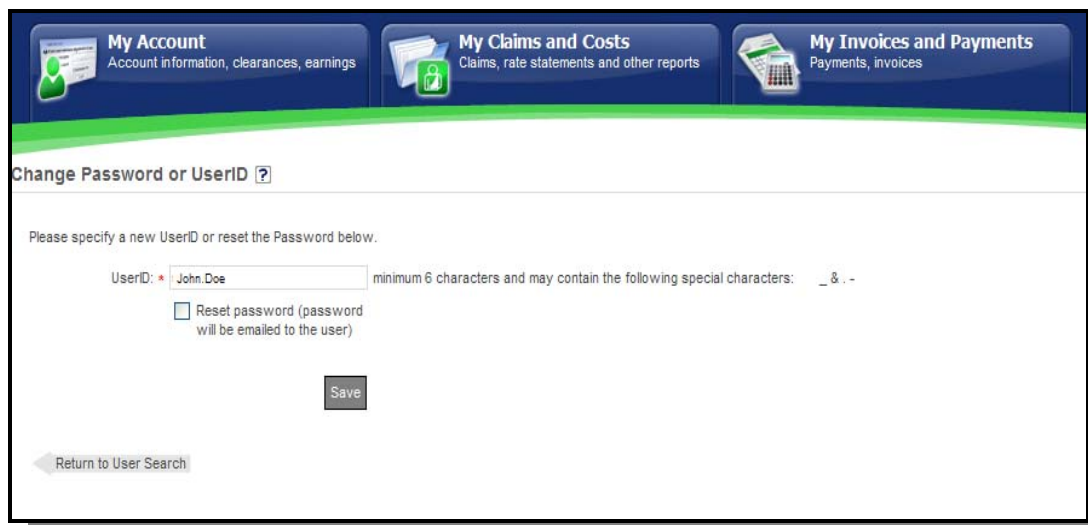 My Account
Account information, clearances, earnings
My Claims and Costs
Claims, rate statements and other reports
My Invoices and Payments
Payments, invoices
Change Password or UserID ?
Please specify a new UserID or reset the Password below.
UserID: * John.Doe minimum 6 characters and may contain the following special characters: _ & . -
Reset password (password
will be emailed to the user)
Save
Return to User Search